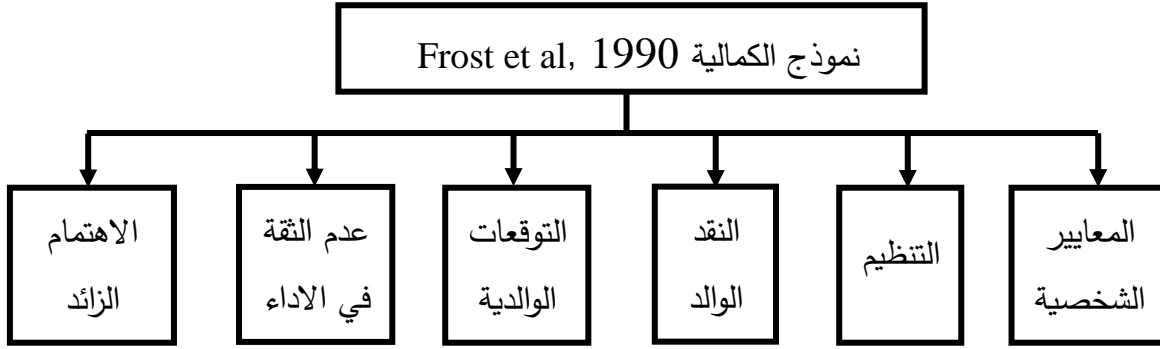 نموذج الكمالية Frost et al, 1990
المعايير
الشخصية
التنظيم
النقد
الوالد
التوقعات
الوالدية
عدم الثقة
في الاداء
الاهتمام
الزائد